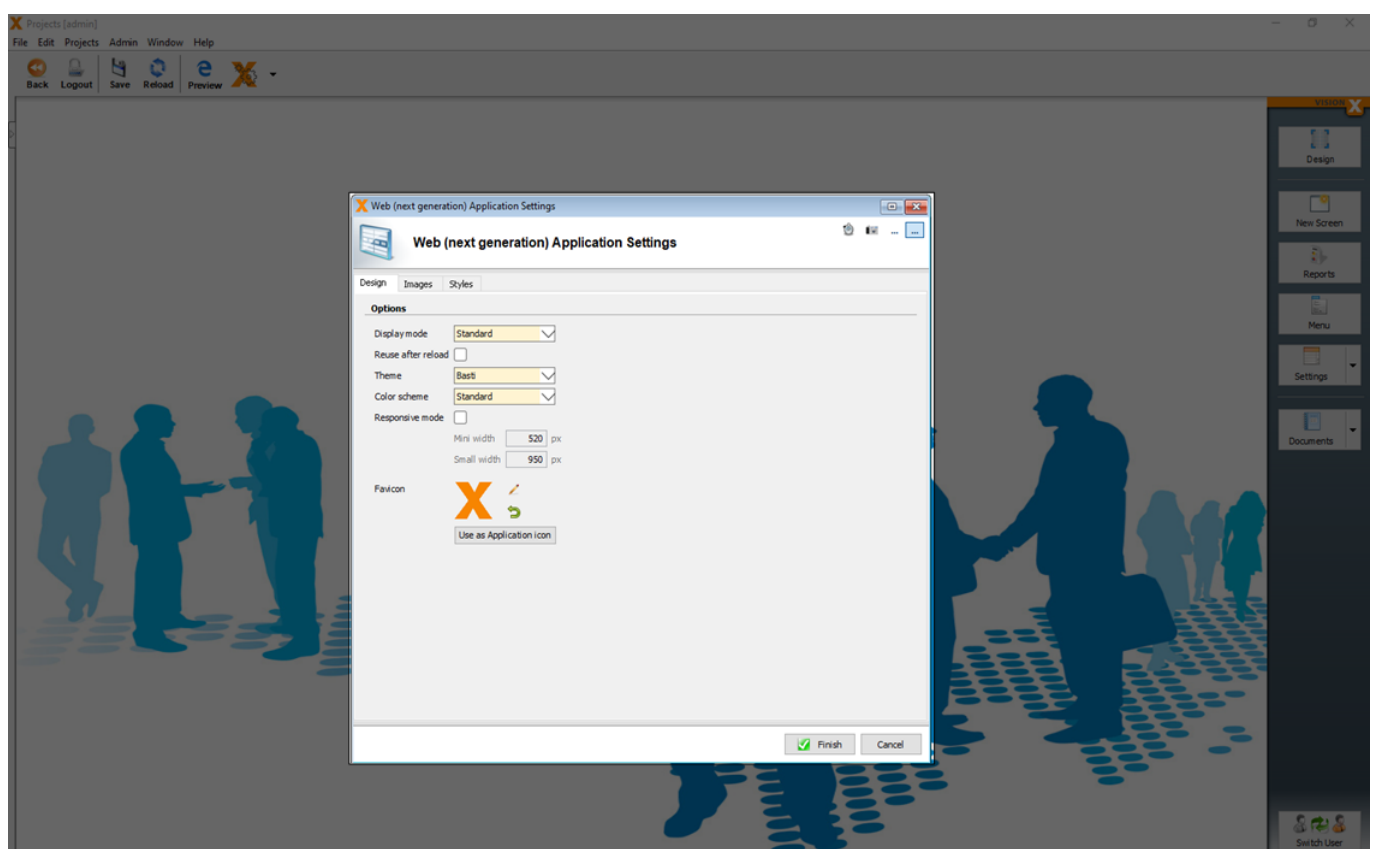 Projects [admin]
File Edit Projects Admin Window Help
Back Logout Save Reload Preview
VISION X
Design
New Screen
Reports
Menu
Settings
Documents
Switch User
Web (next generation) Application Settings
Web (next generation) Application Settings
... ...
Design Images Styles
Options
Display mode Standard
Reuse after reload
Theme Basti
Color scheme Standard
Responsive mode
Mini width 520 px
Small width 950 px
Favicon
Use as Application icon
Finish Cancel